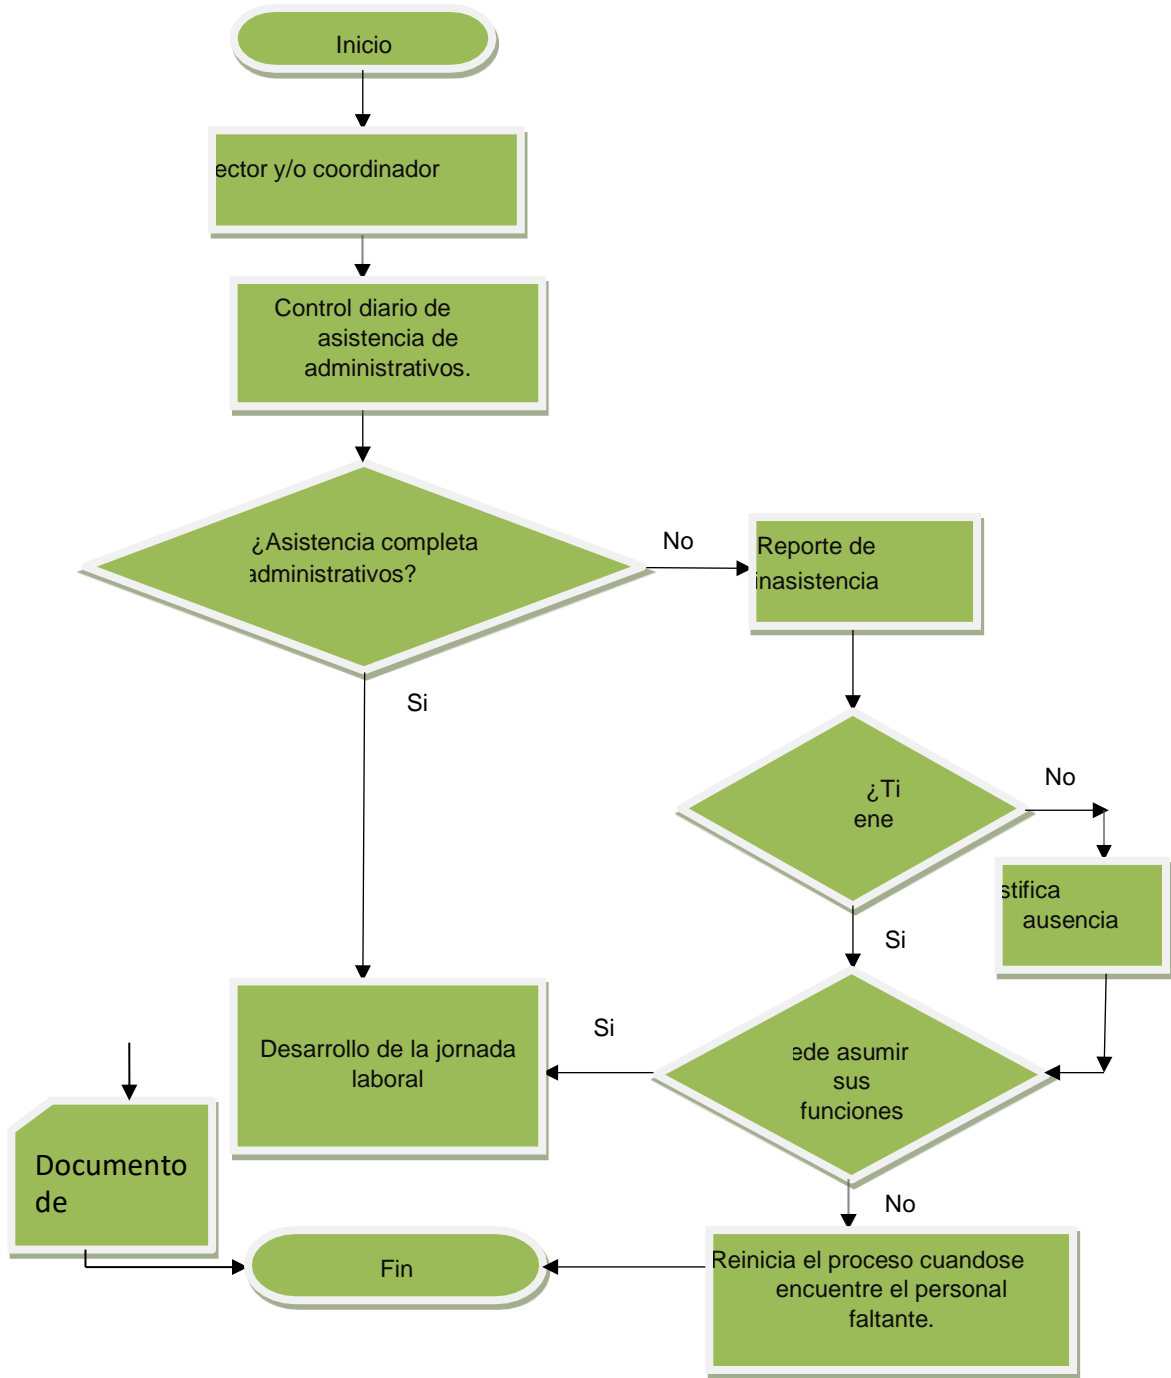 Inicio
ector y/o coordinador
Control diario de
asistencia de
administrativos.
¿Asistencia completa
administrativos?
No
Reporte de
inasistencia
Si
¿Ti
ene
No
stifica
ausencia
Si
ede asumir
sus
funciones
Si
Desarrollo de la jornada
laboral
Documento
de
No
Reinicia el proceso cuandose
encuentre el personal
faltante.
Fin